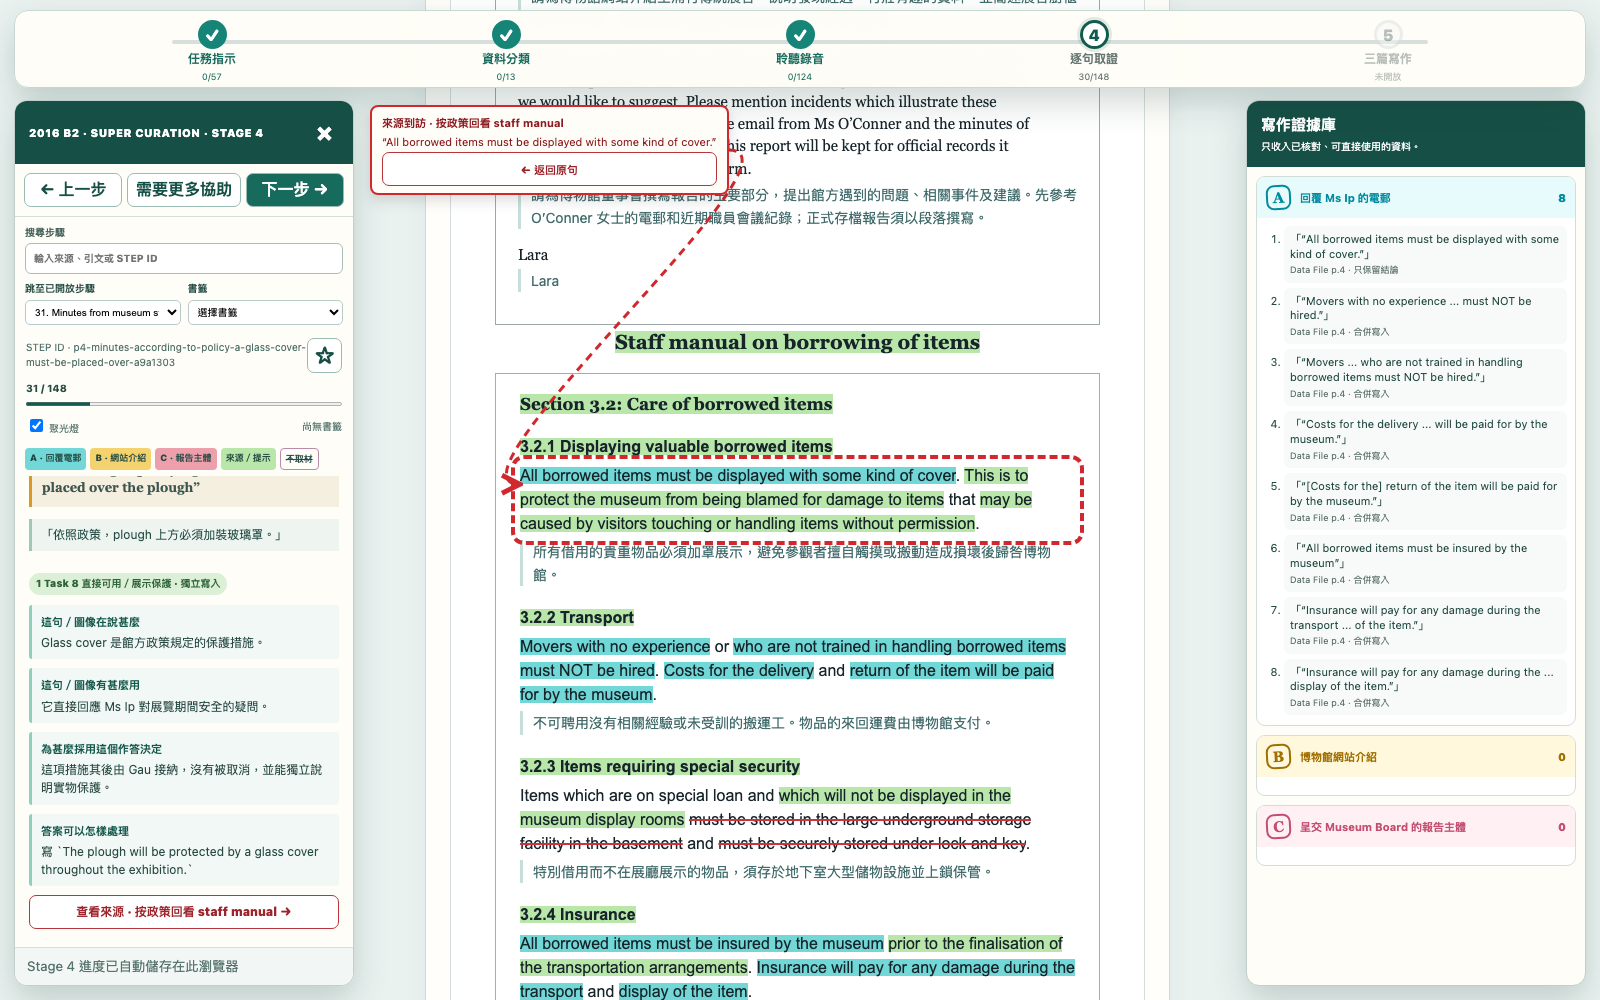 任務指示
0/57
資料分類
0/13
聆聽錄音
0/124
4
逐句取證
30/148
5
三篇寫作
未開放
2016 B2 · SUPER CURATION · STAGE 4
← 上一步
需要更多協助
下一步 →
搜尋步驟
輸入來源、引文或 STEP ID
跳至已開放步驟
書籤
31. Minutes from museum s
選擇書籤
STEP ID · p4-minutes-according-to-policy-a-glass-cover-
must-be-placed-over-a9a1303
31 / 148
聚光燈
尚無書籤
A · 回覆電郵
B · 網站介紹
C · 報告主體
來源 / 提示
不取材
placed over the plough”
「依照政策，plough 上方必須加裝玻璃罩。」
1 Task 8 直接可用 / 展示保護 · 獨立寫入
這句 / 圖像在說甚麼
Glass cover 是館方政策規定的保護措施。
這句 / 圖像有甚麼用
它直接回應 Ms Ip 對展覽期間安全的疑問。
為甚麼採用這個作答決定
這項措施其後由 Gau 接納，沒有被取消，並能獨立說
明實物保護。
答案可以怎樣處理
寫 `The plough will be protected by a glass cover
throughout the exhibition.`
查看來源 · 按政策回看 staff manual →
Stage 4 進度已自動儲存在此瀏覽器
來源到訪 · 按政策回看 staff manual
“All borrowed items must be displayed with some kind of cover.”
← 返回原句
we would like to suggest. Please mention incidents which illustrate these
e email from Ms O’Conner and the minutes of
his report will be kept for official records it
rm.
請為博物館董事會撰寫報告的主要部分，提出館方遇到的問題、相關事件及建議。先參考
O’Conner 女士的電郵和近期職員會議紀錄；正式存檔報告須以段落撰寫。
Lara
Lara
Staff manual on borrowing of items
Section 3.2: Care of borrowed items
3.2.1 Displaying valuable borrowed items
All borrowed items must be displayed with some kind of cover. This is to
protect the museum from being blamed for damage to items that may be
caused by visitors touching or handling items without permission.
所有借用的貴重物品必須加罩展示，避免參觀者擅自觸摸或搬動造成損壞後歸咎博物
館。
3.2.2 Transport
Movers with no experience or who are not trained in handling borrowed items
must NOT be hired. Costs for the delivery and return of the item will be paid
for by the museum.
不可聘用沒有相關經驗或未受訓的搬運工。物品的來回運費由博物館支付。
3.2.3 Items requiring special security
Items which are on special loan and which will not be displayed in the
museum display rooms must be stored in the large underground storage
facility in the basement and must be securely stored under lock and key.
特別借用而不在展廳展示的物品，須存於地下室大型儲物設施並上鎖保管。
3.2.4 Insurance
All borrowed items must be insured by the museum prior to the finalisation of
the transportation arrangements. Insurance will pay for any damage during the
transport and display of the item.
寫作證據庫
只收入已核對、可直接使用的資料。
A 回覆 Ms Ip 的電郵 8
1. 「“All borrowed items must be displayed with some
kind of cover.”」
Data File p.4 · 只保留結論
2. 「“Movers with no experience ... must NOT be
hired.”」
Data File p.4 · 合併寫入
3. 「“Movers ... who are not trained in handling
borrowed items must NOT be hired.”」
Data File p.4 · 合併寫入
4. 「“Costs for the delivery ... will be paid for by the
museum.”」
Data File p.4 · 合併寫入
5. 「“[Costs for the] return of the item will be paid for
by the museum.”」
Data File p.4 · 合併寫入
6. 「“All borrowed items must be insured by the
museum”」
Data File p.4 · 合併寫入
7. 「“Insurance will pay for any damage during the
transport ... of the item.”」
Data File p.4 · 合併寫入
8. 「“Insurance will pay for any damage during the ...
display of the item.”」
Data File p.4 · 合併寫入
B 博物館網站介紹 0
C 呈交 Museum Board 的報告主體 0